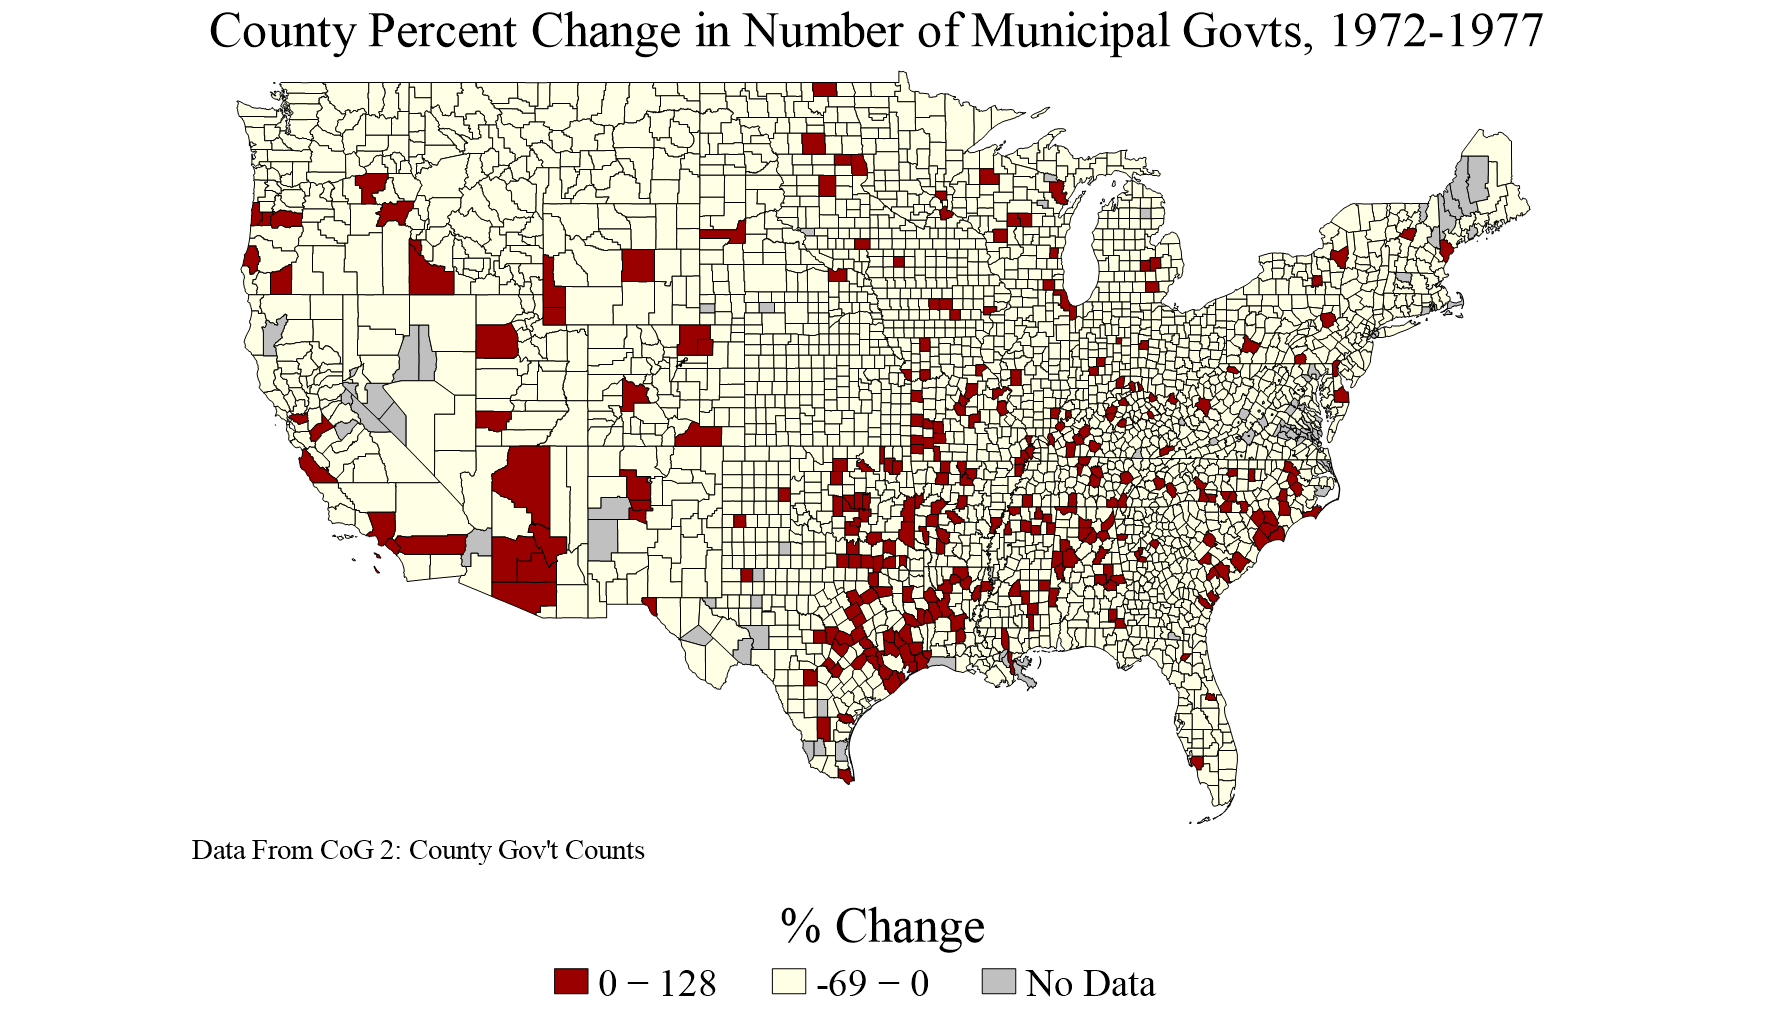 County Percent Change in Number of Municipal Govts, 1972-1977
Data From CoG 2: County Gov't Counts
% Change
0 − 128
-69 − 0
No Data